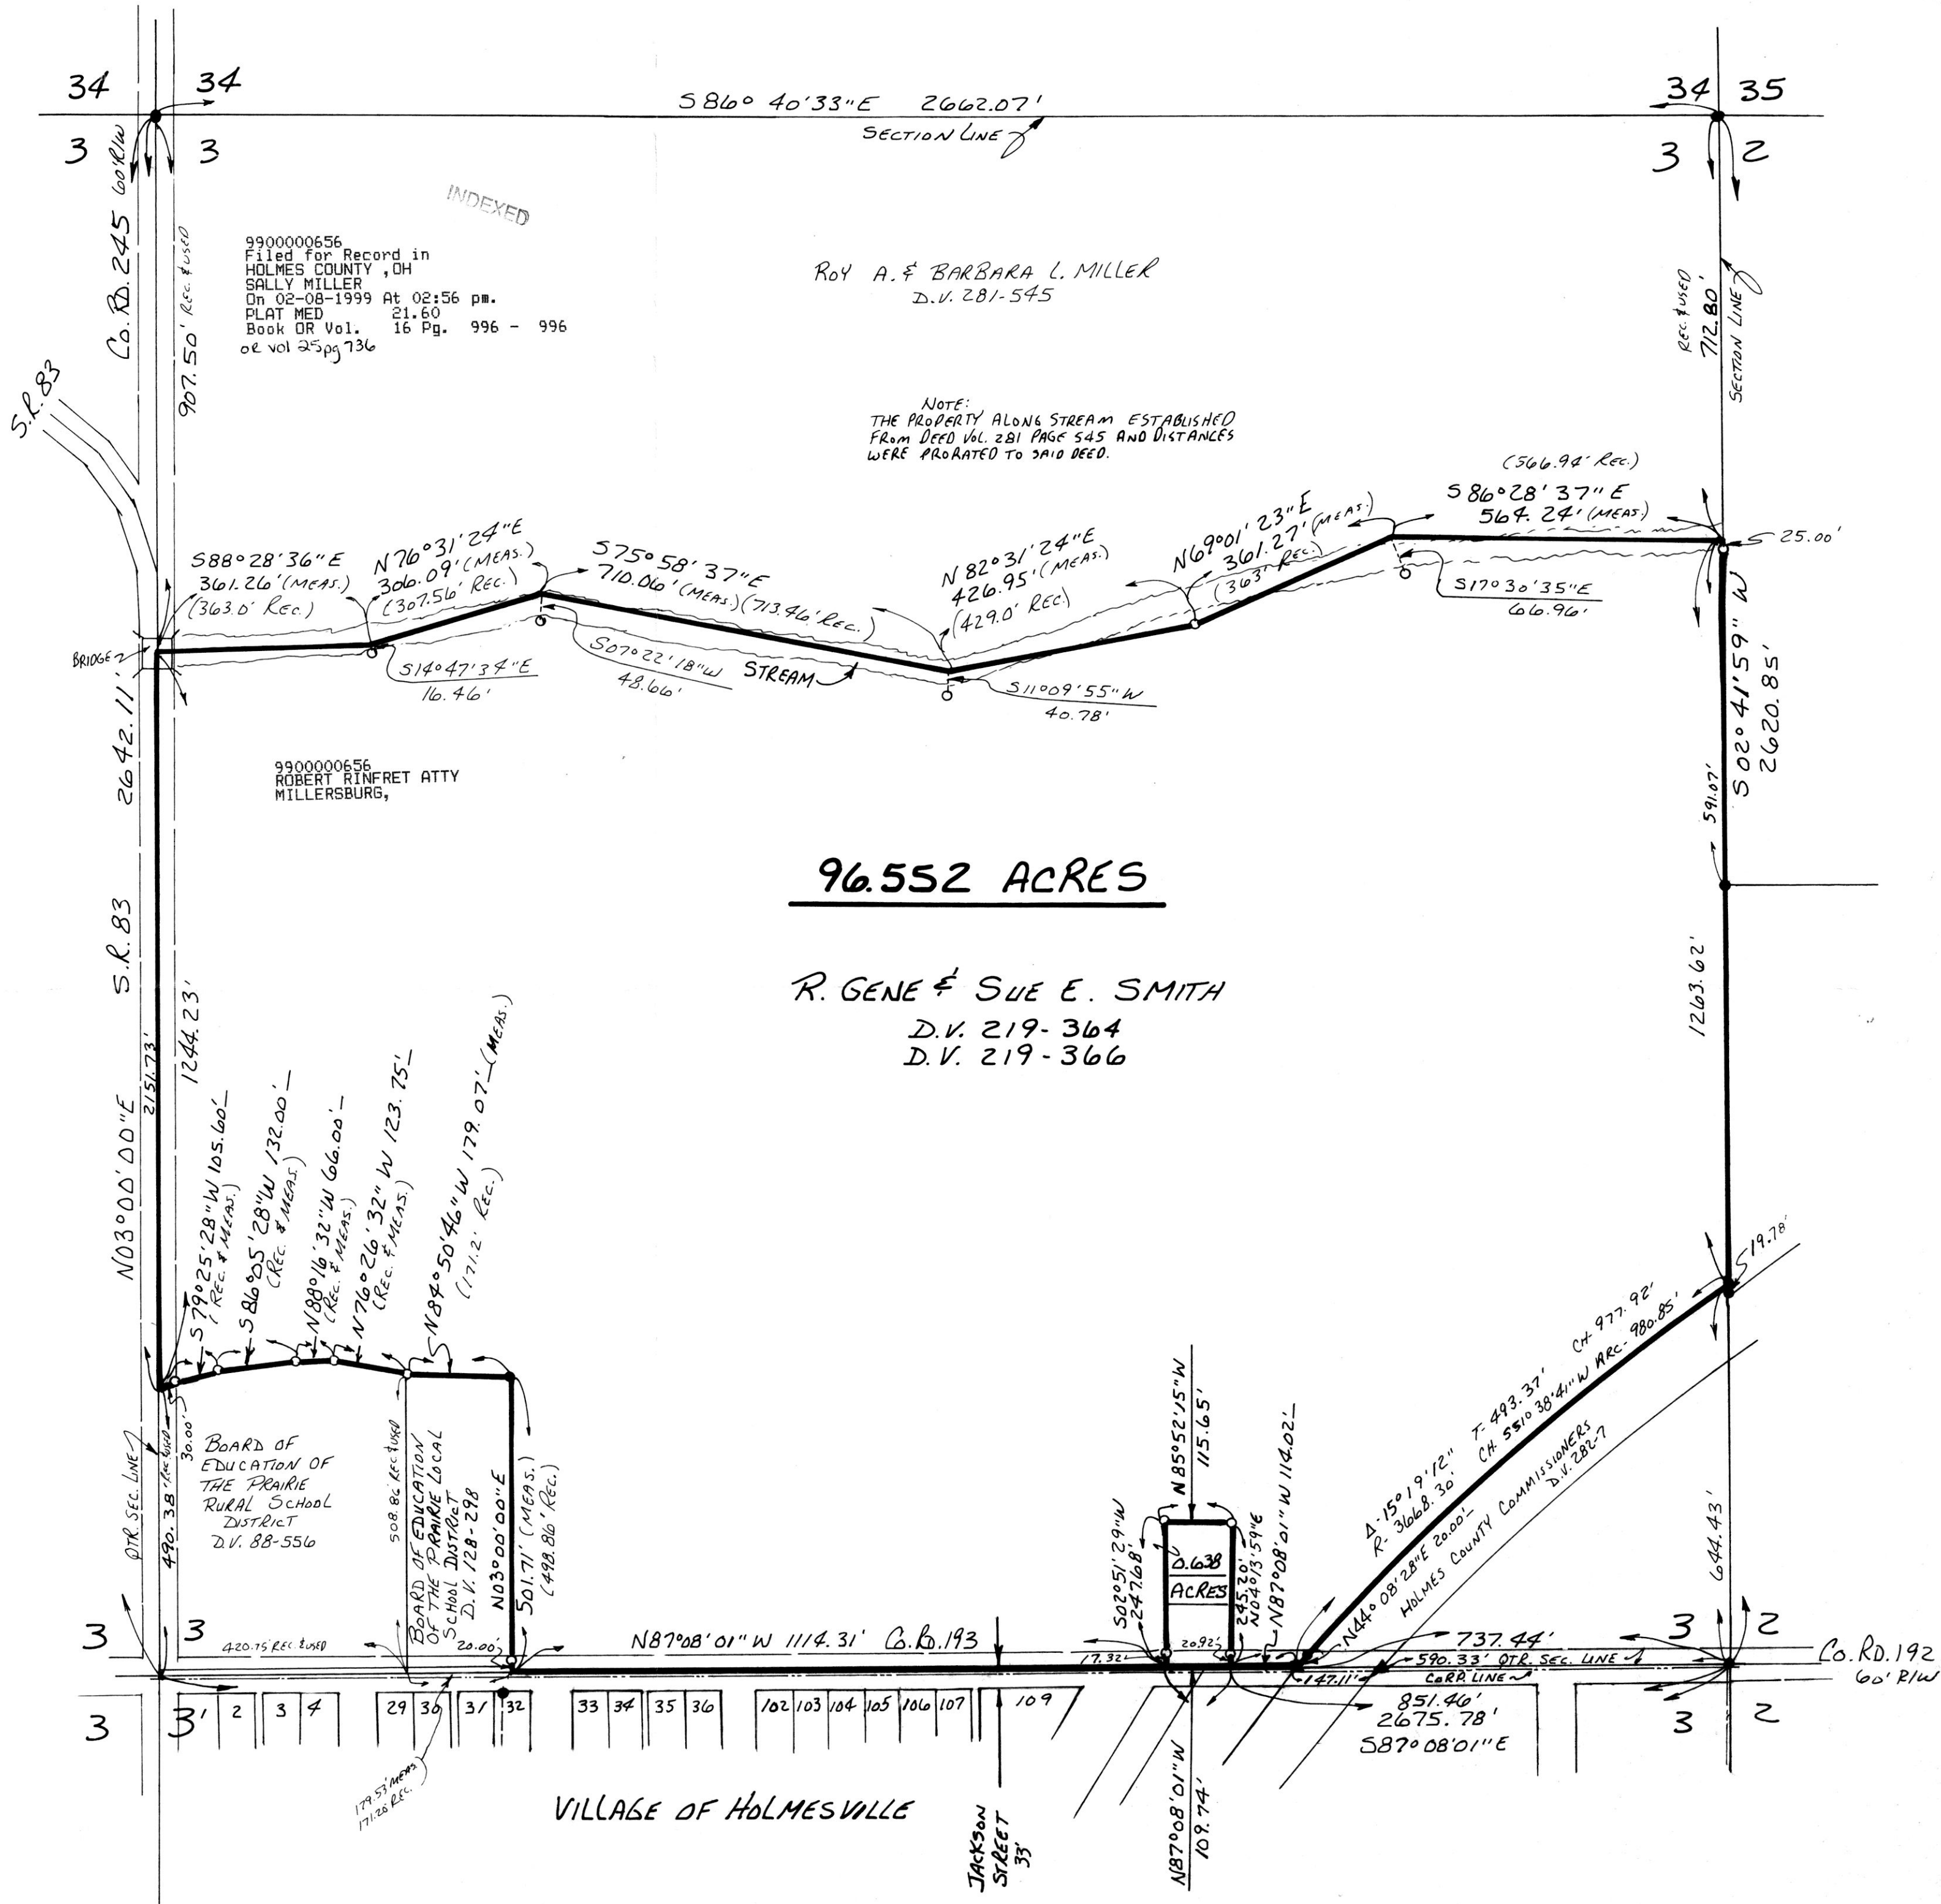 34
34
S86° 40'33"E 2662.07'
SECTION LINE
34
35
3
3
3
2
CO. RD. 245 60' R/W
907.50' REC. & USED
INDEXED
9900000656
Filed for Record in
HOLMES COUNTY ,OH
SALLY MILLER
On 02-08-1999 At 02:56 pm.
PLAT MED 21.60
Book OR Vol. 16 Pg. 996 - 996
OR vol 25 pg 736
ROY A. & BARBARA L. MILLER
D.V. 281-545
REC. & USED
712.80'
SECTION LINE
S.R. 83
NOTE:
THE PROPERTY ALONG STREAM ESTABLISHED
FROM DEED VOL. 281 PAGE 545 AND DISTANCES
WERE PRORATED TO SAID DEED.
S88°28'36"E
361.26' (MEAS.)
(363.0' REC.)
N76°31'24"E
306.09' (MEAS.)
(307.56' REC.)
S75°58'37"E
710.06' (MEAS.) (713.46' REC.)
N82°31'24"E
426.95' (MEAS.)
(429.0' REC.)
N69°01'23"E
361.27' (MEAS.)
(363' REC.)
(566.94' REC.)
S86°28'37"E
564.24' (MEAS.)
25.00'
BRIDGE
S14°47'34"E
16.46'
S07°22'18"W
48.66'
STREAM
S11°09'55"W
40.78'
S17°30'35"E
66.96'
S02°41'59"W
2620.85'
591.07'
9900000656
ROBERT RINFRET ATTY
MILLERSBURG,
96.552 ACRES
R. GENE & SUE E. SMITH
D.V. 219-364
D.V. 219-366
N03°00'00"E S.R. 83 2642.11'
2151.73'
1244.23'
1263.62'
S79°25'28"W 105.60'
(REC. & MEAS.)
S86°05'28"W 132.00'
(REC. & MEAS.)
N88°16'32"W 66.00'
(REC. & MEAS.)
N76°26'32"W 123.75'
(REC. & MEAS.)
N84°50'46"W 179.07' (MEAS.)
(171.2' REC.)
19.78'
CH- 977.92'
T- 493.37'
CH. S51°38'41"W ARC- 980.85'
Δ-15°19'12"
R- 3668.30'
N44°08'28"E 20.00'
HOLMES COUNTY COMMISSIONERS
D.V. 282-7
644.43'
QTR. SEC. LINE
490.38' REC. & USED
30.00'
BOARD OF
EDUCATION OF
THE PRAIRIE
RURAL SCHOOL
DISTRICT
D.V. 88-556
508.86' REC. & USED
BOARD OF EDUCATION
OF THE PRAIRIE LOCAL
SCHOOL DISTRICT
D.V. 128-298
N03°00'00"E
501.71' (MEAS.)
(498.86' REC.)
N85°52'15"W
115.65'
S02°51'29"W
247.68'
0.638
ACRES
245.20'
N04°13'59"E
N87°08'01"W 114.02'
3
3
420.75' REC. & USED
20.00'
N87°08'01"W 1114.31' CO. RD. 193
17.32'
20.92'
737.44'
590.33' QTR. SEC. LINE
147.11'
CORP. LINE
851.46'
2675.78'
S87°08'01"E
3
2
CO. RD. 192
60' R/W
3
3
1
2
3
4
29
30
31
32
33
34
35
36
102
103
104
105
106
107
109
3
2
179.53' MEAS.
171.20' REC.
VILLAGE OF HOLMESVILLE
JACKSON
STREET
33'
N87°08'01"W
109.74'